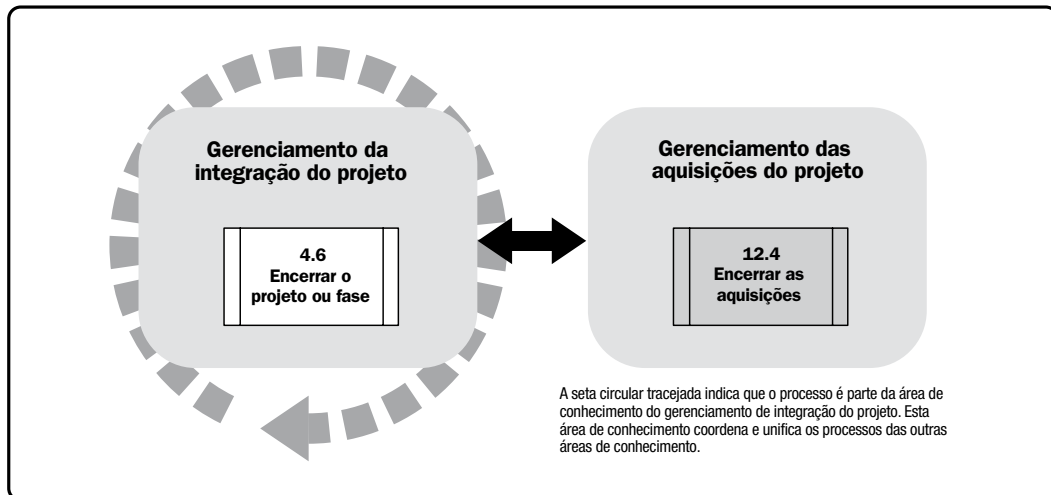 Gerenciamento da
integração do projeto
4.6
Encerrar o
projeto ou fase
Gerenciamento das
aquisições do projeto
12.4
Encerrar as
aquisições
A seta circular tracejada indica que o processo é parte da área de
conhecimento do gerenciamento de integração do projeto. Esta
área de conhecimento coordena e unifica os processos das outras
áreas de conhecimento.